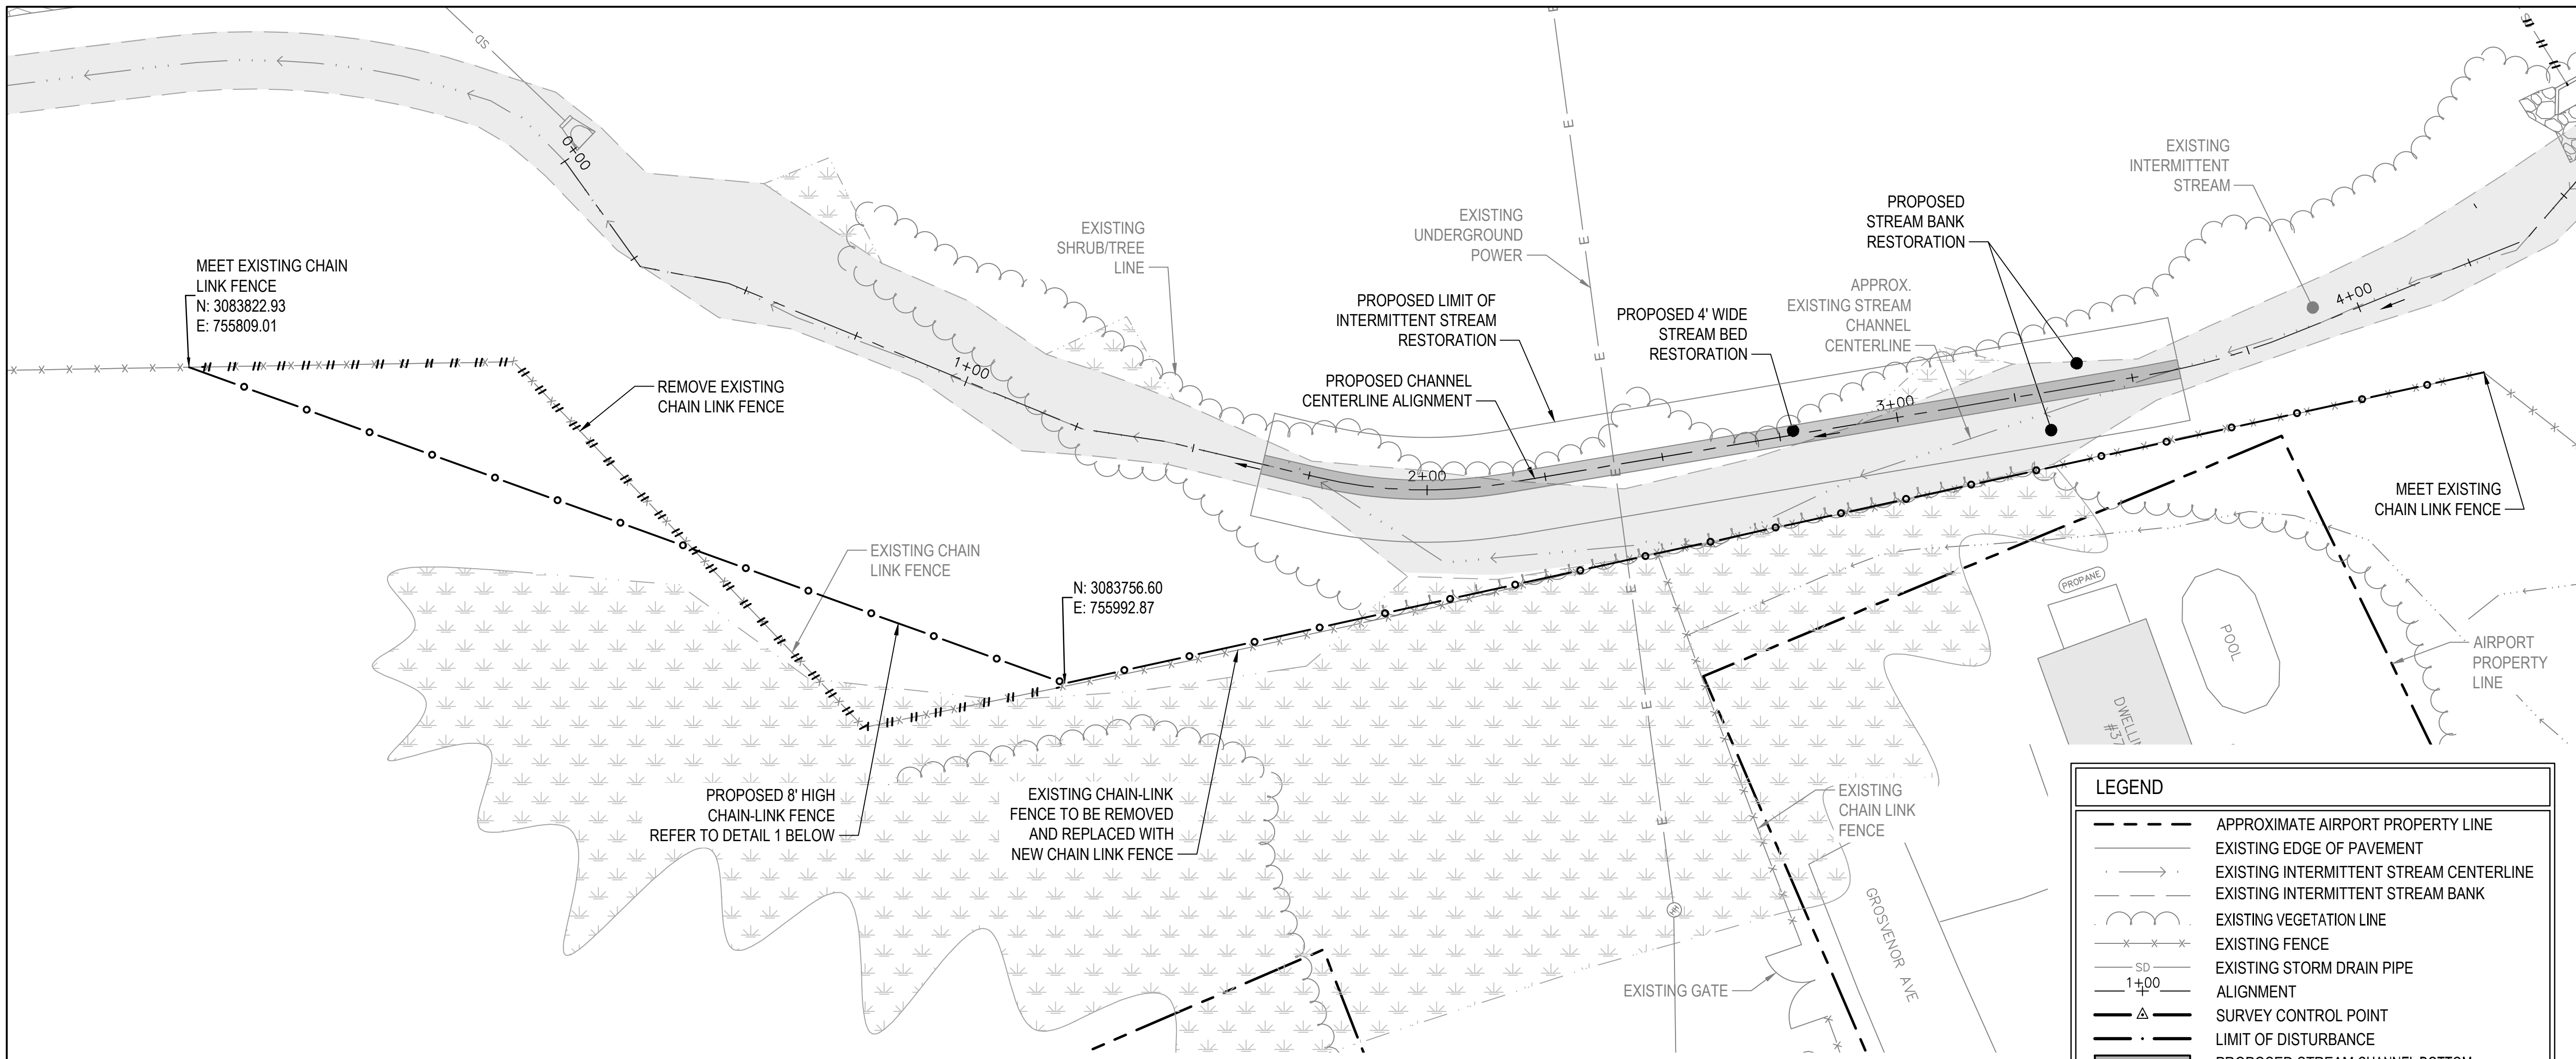 SD
SD
0+00
EXISTING
SHRUB/TREE
LINE
EXISTING
UNDERGROUND
POWER
PROPOSED
STREAM BANK
RESTORATION
EXISTING
INTERMITTENT
STREAM
MEET EXISTING CHAIN
LINK FENCE
N: 3083822.93
E: 755809.01
PROPOSED LIMIT OF
INTERMITTENT STREAM
RESTORATION
PROPOSED 4' WIDE
STREAM BED
RESTORATION
APPROX.
EXISTING STREAM
CHANNEL
CENTERLINE
4+00
REMOVE EXISTING
CHAIN LINK FENCE
1+00
PROPOSED CHANNEL
CENTERLINE ALIGNMENT
3+00
2+00
MEET EXISTING
CHAIN LINK FENCE
EXISTING CHAIN
LINK FENCE
N: 3083756.60
E: 755992.87
PROPANE
POOL
AIRPORT
PROPERTY
LINE
E
E
E
E
E
E
E
E
E
PROPOSED 8' HIGH
CHAIN-LINK FENCE
REFER TO DETAIL 1 BELOW
EXISTING CHAIN-LINK
FENCE TO BE REMOVED
AND REPLACED WITH
NEW CHAIN LINK FENCE
EXISTING
CHAIN LINK
FENCE
GROSVENOR AVE
EXISTING GATE
HH
LEGEND
APPROXIMATE AIRPORT PROPERTY LINE
EXISTING EDGE OF PAVEMENT
EXISTING INTERMITTENT STREAM CENTERLINE
EXISTING INTERMITTENT STREAM BANK
EXISTING VEGETATION LINE
EXISTING FENCE
SD EXISTING STORM DRAIN PIPE
1+00 ALIGNMENT
SURVEY CONTROL POINT
LIMIT OF DISTURBANCE
PROPOSED STREAM CHANNEL BOTTOM